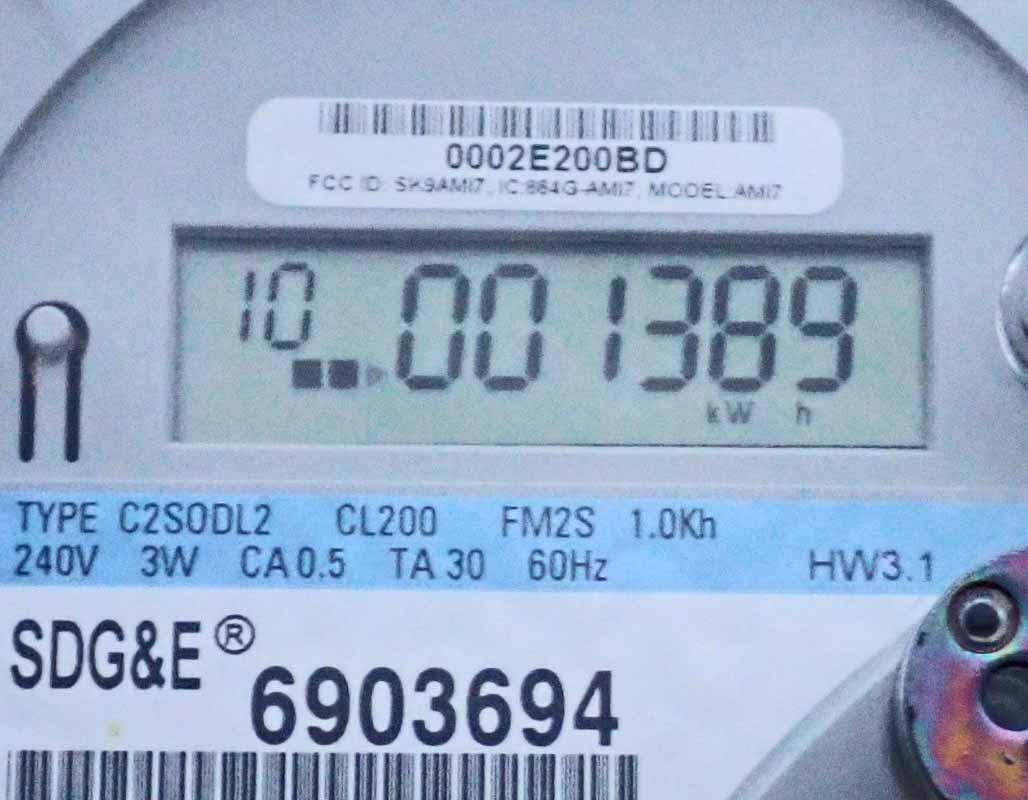 0002E200BD
FCC ID: SK9AMI7, IC:864G-AMI7, MODEL:AMI7
10 001389
kW h
TYPE C2SODL2 CL200 FM2S 1.0Kh
240V 3W CA 0.5 TA 30 60Hz HW3.1
SDG&E®
6903694